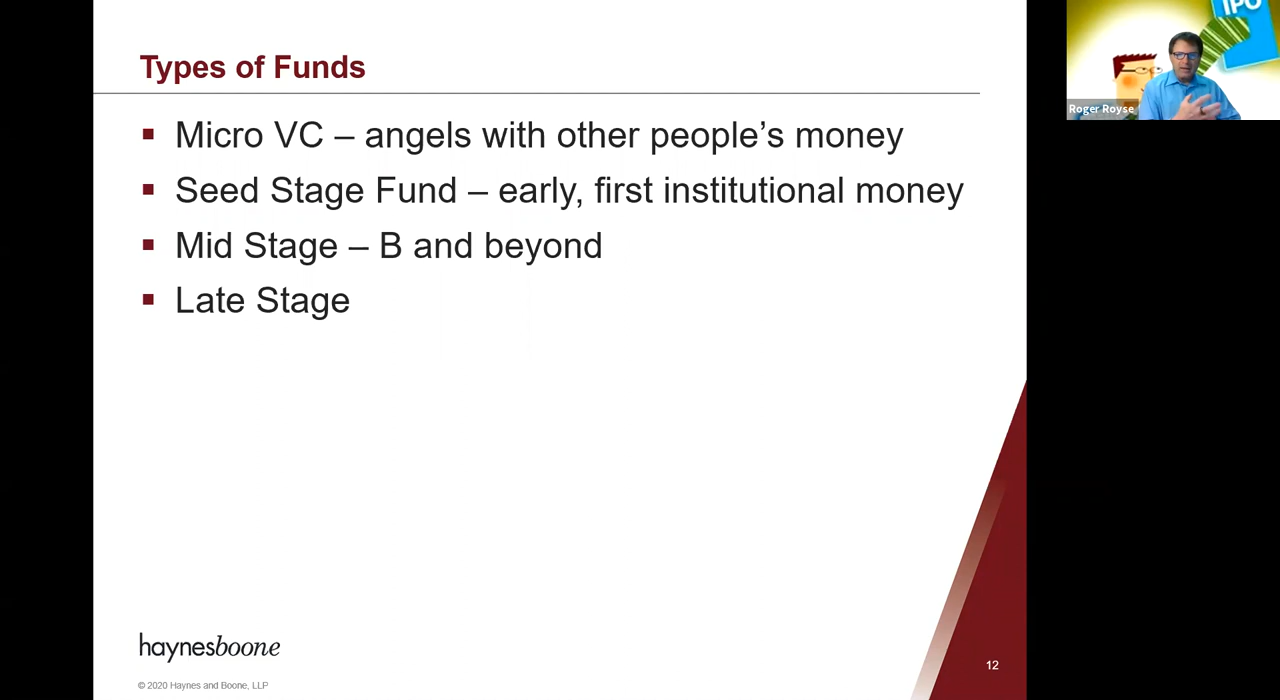 Types of Funds
▪ Micro VC – angels with other people’s money
▪ Seed Stage Fund – early, first institutional money
▪ Mid Stage – B and beyond
▪ Late Stage
haynesboone
© 2020 Haynes and Boone, LLP
12
IPO
Roger Royse